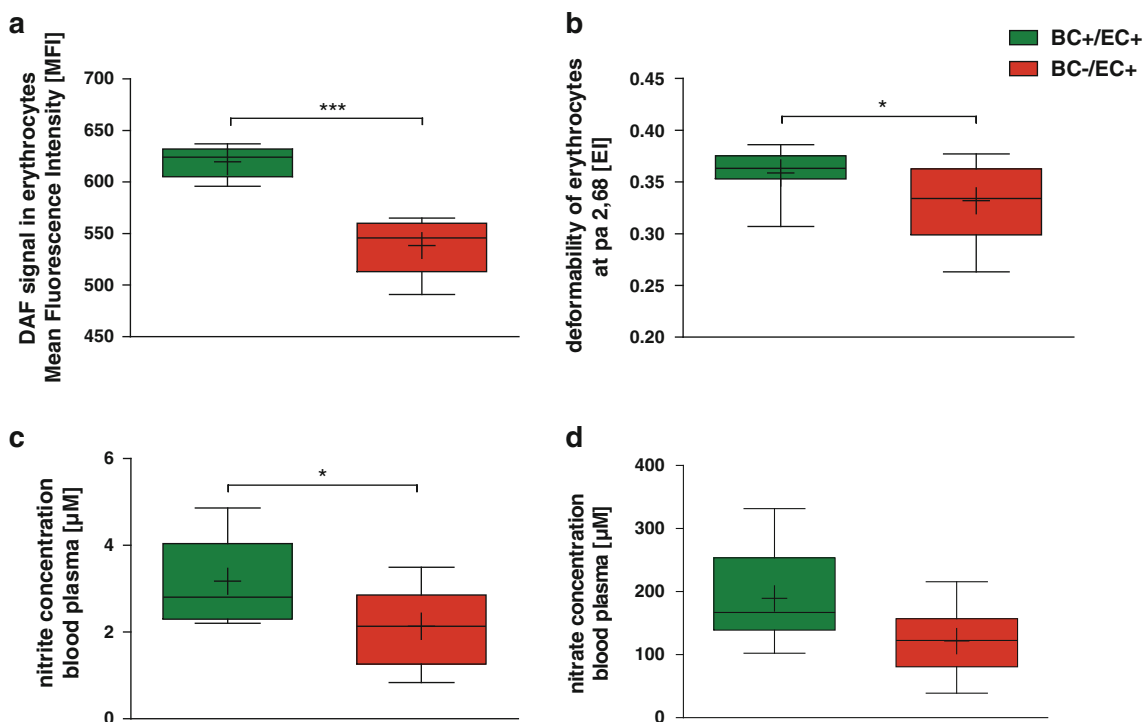 a
DAF signal in erythrocytes
Mean Fluorescence Intensity [MFI]
700
650
600
550
500
450
***
b
BC+/EC+
BC-/EC+
deformability of erythrocytes
at pa 2,68 [EI]
0.45
0.40
0.35
0.30
0.25
0.20
*
c
nitrite concentration
blood plasma [µM]
6
4
2
0
*
d
nitrate concentration
blood plasma [µM]
400
300
200
100
0